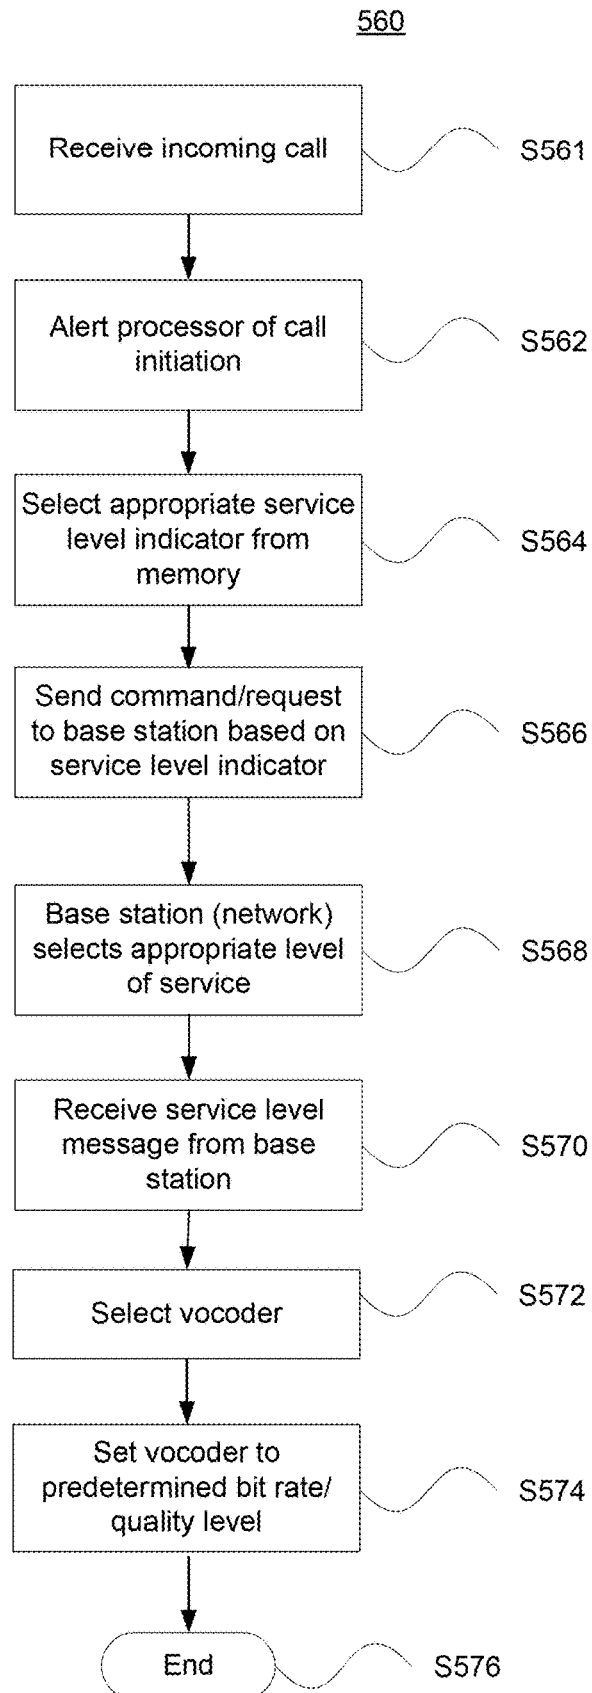 560
Receive incoming call
S561
Alert processor of call
initiation
S562
Select appropriate service
level indicator from
memory
S564
Send command/request
to base station based on
service level indicator
S566
Base station (network)
selects appropriate level
of service
S568
Receive service level
message from base
station
S570
Select vocoder
S572
Set vocoder to
predetermined bit rate/
quality level
S574
End
S576